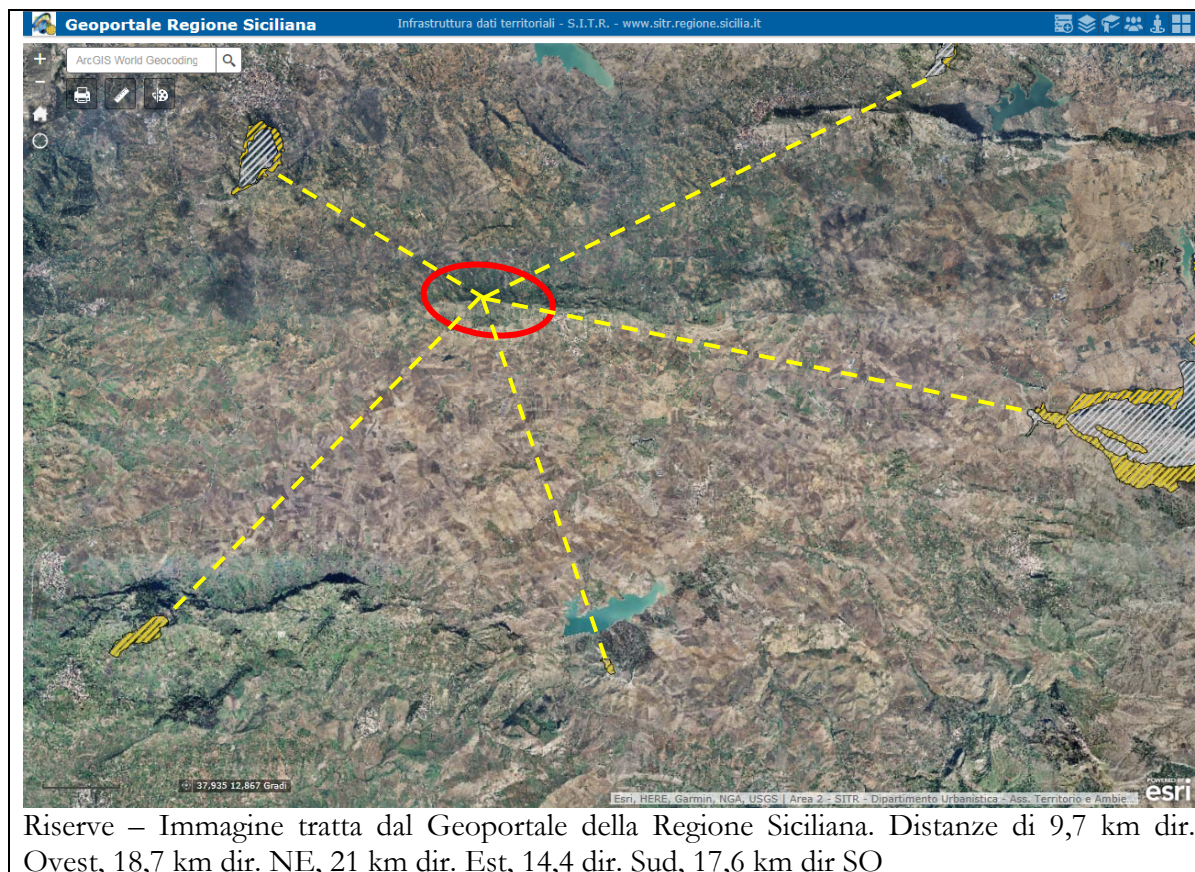 Geoportale Regione Siciliana
Infrastruttura dati territoriali - S.I.T.R. - www.sitr.regione.sicilia.it
ArcGIS World Geocoding
37,935 12,867 Gradi
Esri, HERE, Garmin, NGA, USGS | Area 2 - SITR - Dipartimento Urbanistica - Ass. Territorio e Ambie...
POWERED BY
esri
Riserve – Immagine tratta dal Geoportale della Regione Siciliana. Distanze di 9,7 km dir.
Ovest, 18,7 km dir. NE, 21 km dir. Est, 14,4 dir. Sud, 17,6 km dir SO